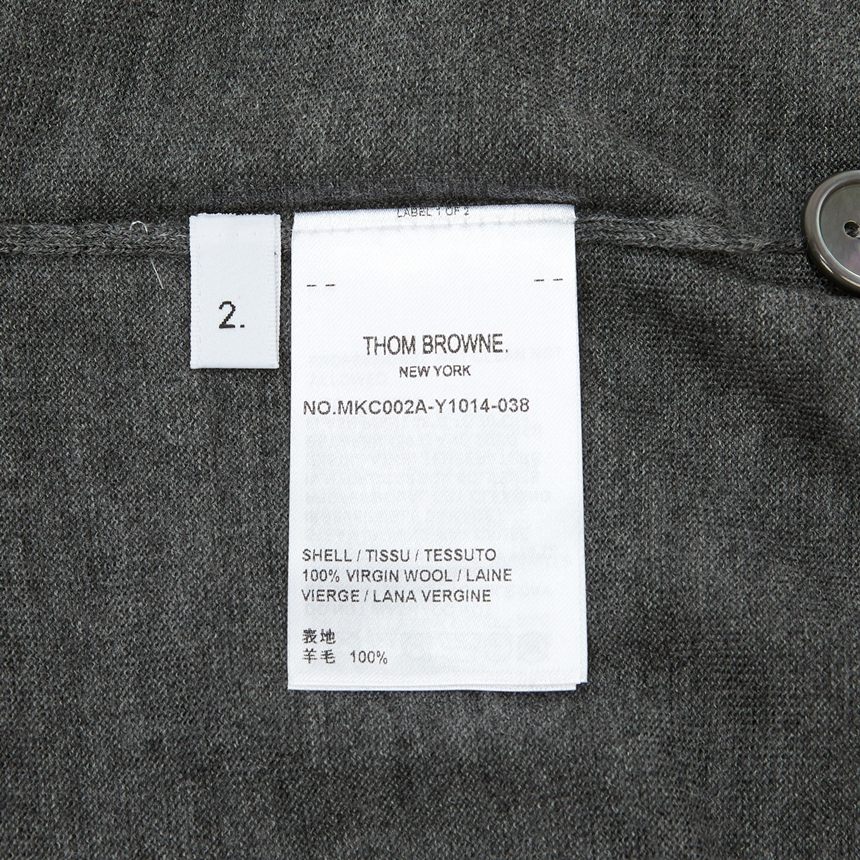 LABEL 1 OF 2
2.
-- --
THOM BROWNE.
NEW YORK
NO.MKC002A-Y1014-038
SHELL / TISSU / TESSUTO
100% VIRGIN WOOL / LAINE
VIERGE / LANA VERGINE
表地
羊毛 100%